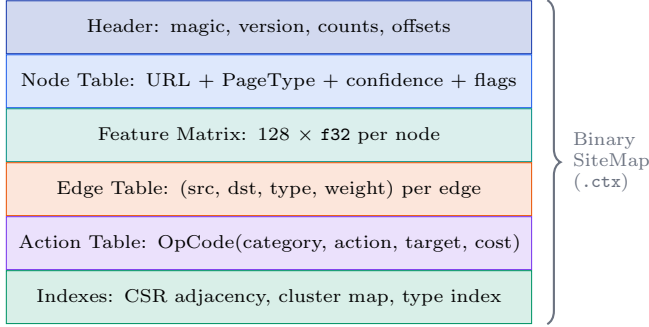 Header: magic, version, counts, offsets
Node Table: URL + PageType + confidence + flags
Feature Matrix: 128 × f32 per node
Edge Table: (src, dst, type, weight) per edge
Action Table: OpCode(category, action, target, cost)
Indexes: CSR adjacency, cluster map, type index
Binary
SiteMap
(.ctx)